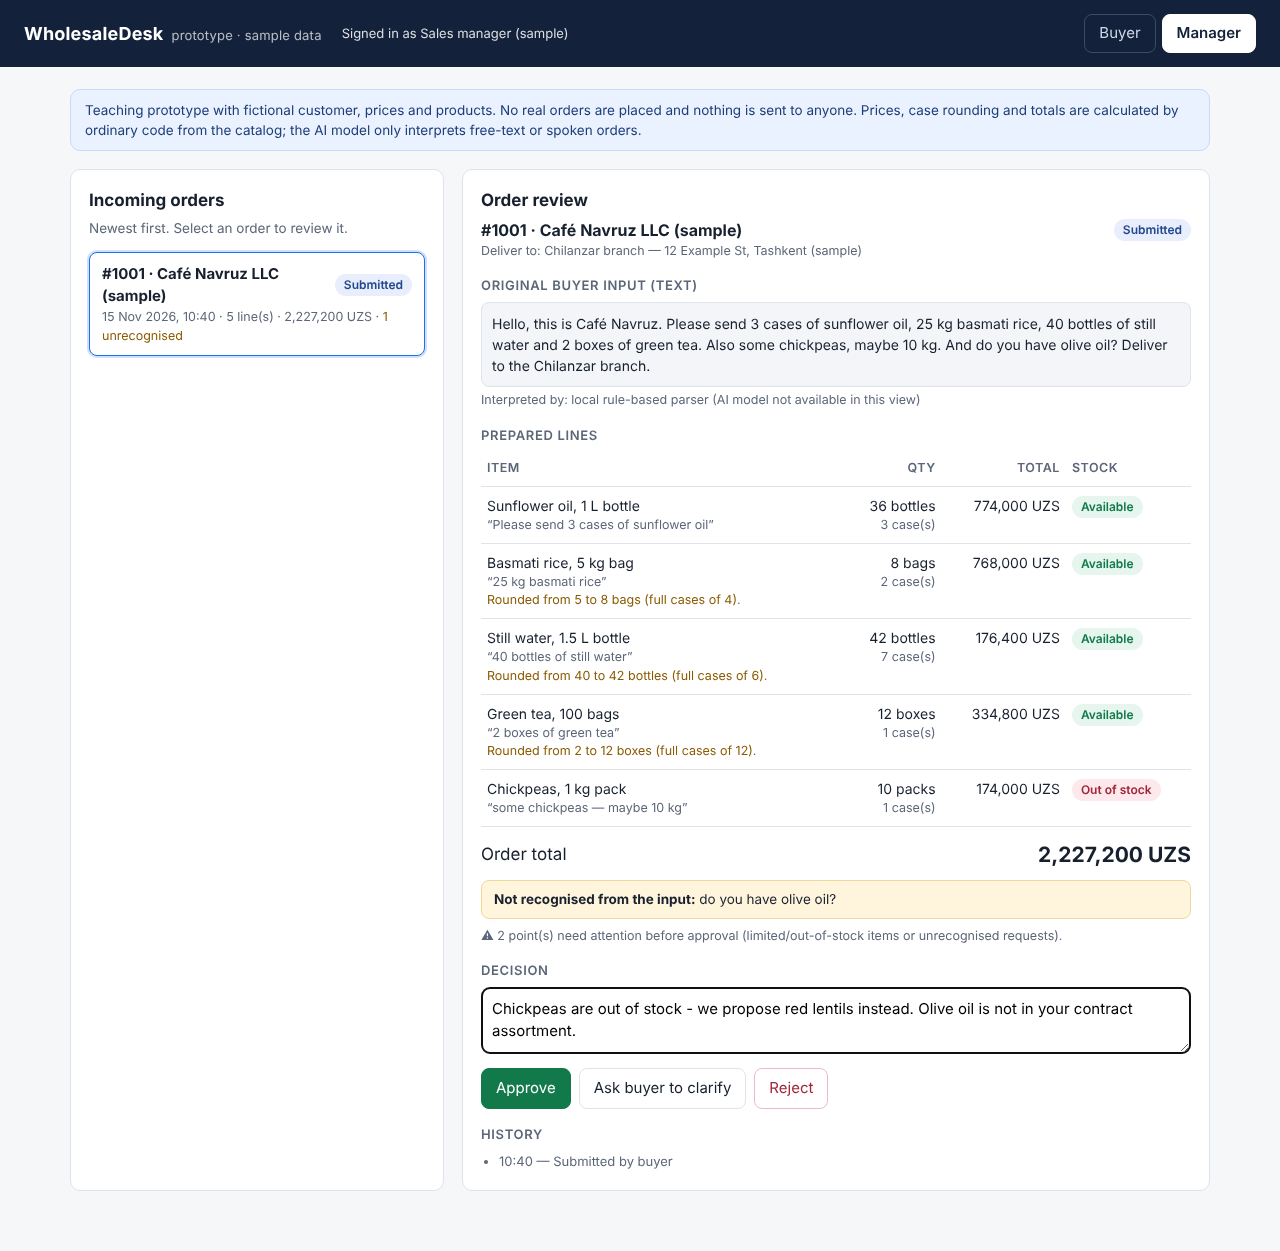 WholesaleDesk prototype · sample data Signed in as Sales manager (sample) Buyer Manager
Teaching prototype with fictional customer, prices and products. No real orders are placed and nothing is sent to anyone. Prices, case rounding and totals are calculated by
ordinary code from the catalog; the AI model only interprets free-text or spoken orders.
Incoming orders
Newest first. Select an order to review it.
#1001 · Café Navruz LLC
(sample)
Submitted
15 Nov 2026, 10:40 · 5 line(s) · 2,227,200 UZS · 1
unrecognised
Order review
#1001 · Café Navruz LLC (sample)
Submitted
Deliver to: Chilanzar branch — 12 Example St, Tashkent (sample)
ORIGINAL BUYER INPUT (TEXT)
Hello, this is Café Navruz. Please send 3 cases of sunflower oil, 25 kg basmati rice, 40 bottles of still
water and 2 boxes of green tea. Also some chickpeas, maybe 10 kg. And do you have olive oil? Deliver
to the Chilanzar branch.
Interpreted by: local rule-based parser (AI model not available in this view)
PREPARED LINES
ITEM QTY TOTAL STOCK
Sunflower oil, 1 L bottle 36 bottles 774,000 UZS Available
“Please send 3 cases of sunflower oil” 3 case(s)
Basmati rice, 5 kg bag 8 bags 768,000 UZS Available
“25 kg basmati rice” 2 case(s)
Rounded from 5 to 8 bags (full cases of 4).
Still water, 1.5 L bottle 42 bottles 176,400 UZS Available
“40 bottles of still water” 7 case(s)
Rounded from 40 to 42 bottles (full cases of 6).
Green tea, 100 bags 12 boxes 334,800 UZS Available
“2 boxes of green tea” 1 case(s)
Rounded from 2 to 12 boxes (full cases of 12).
Chickpeas, 1 kg pack 10 packs 174,000 UZS Out of stock
“some chickpeas — maybe 10 kg” 1 case(s)
Order total 2,227,200 UZS
Not recognised from the input: do you have olive oil?
⚠ 2 point(s) need attention before approval (limited/out-of-stock items or unrecognised requests).
DECISION
Chickpeas are out of stock - we propose red lentils instead. Olive oil is not in your contract
assortment.
Approve Ask buyer to clarify Reject
HISTORY
• 10:40 — Submitted by buyer